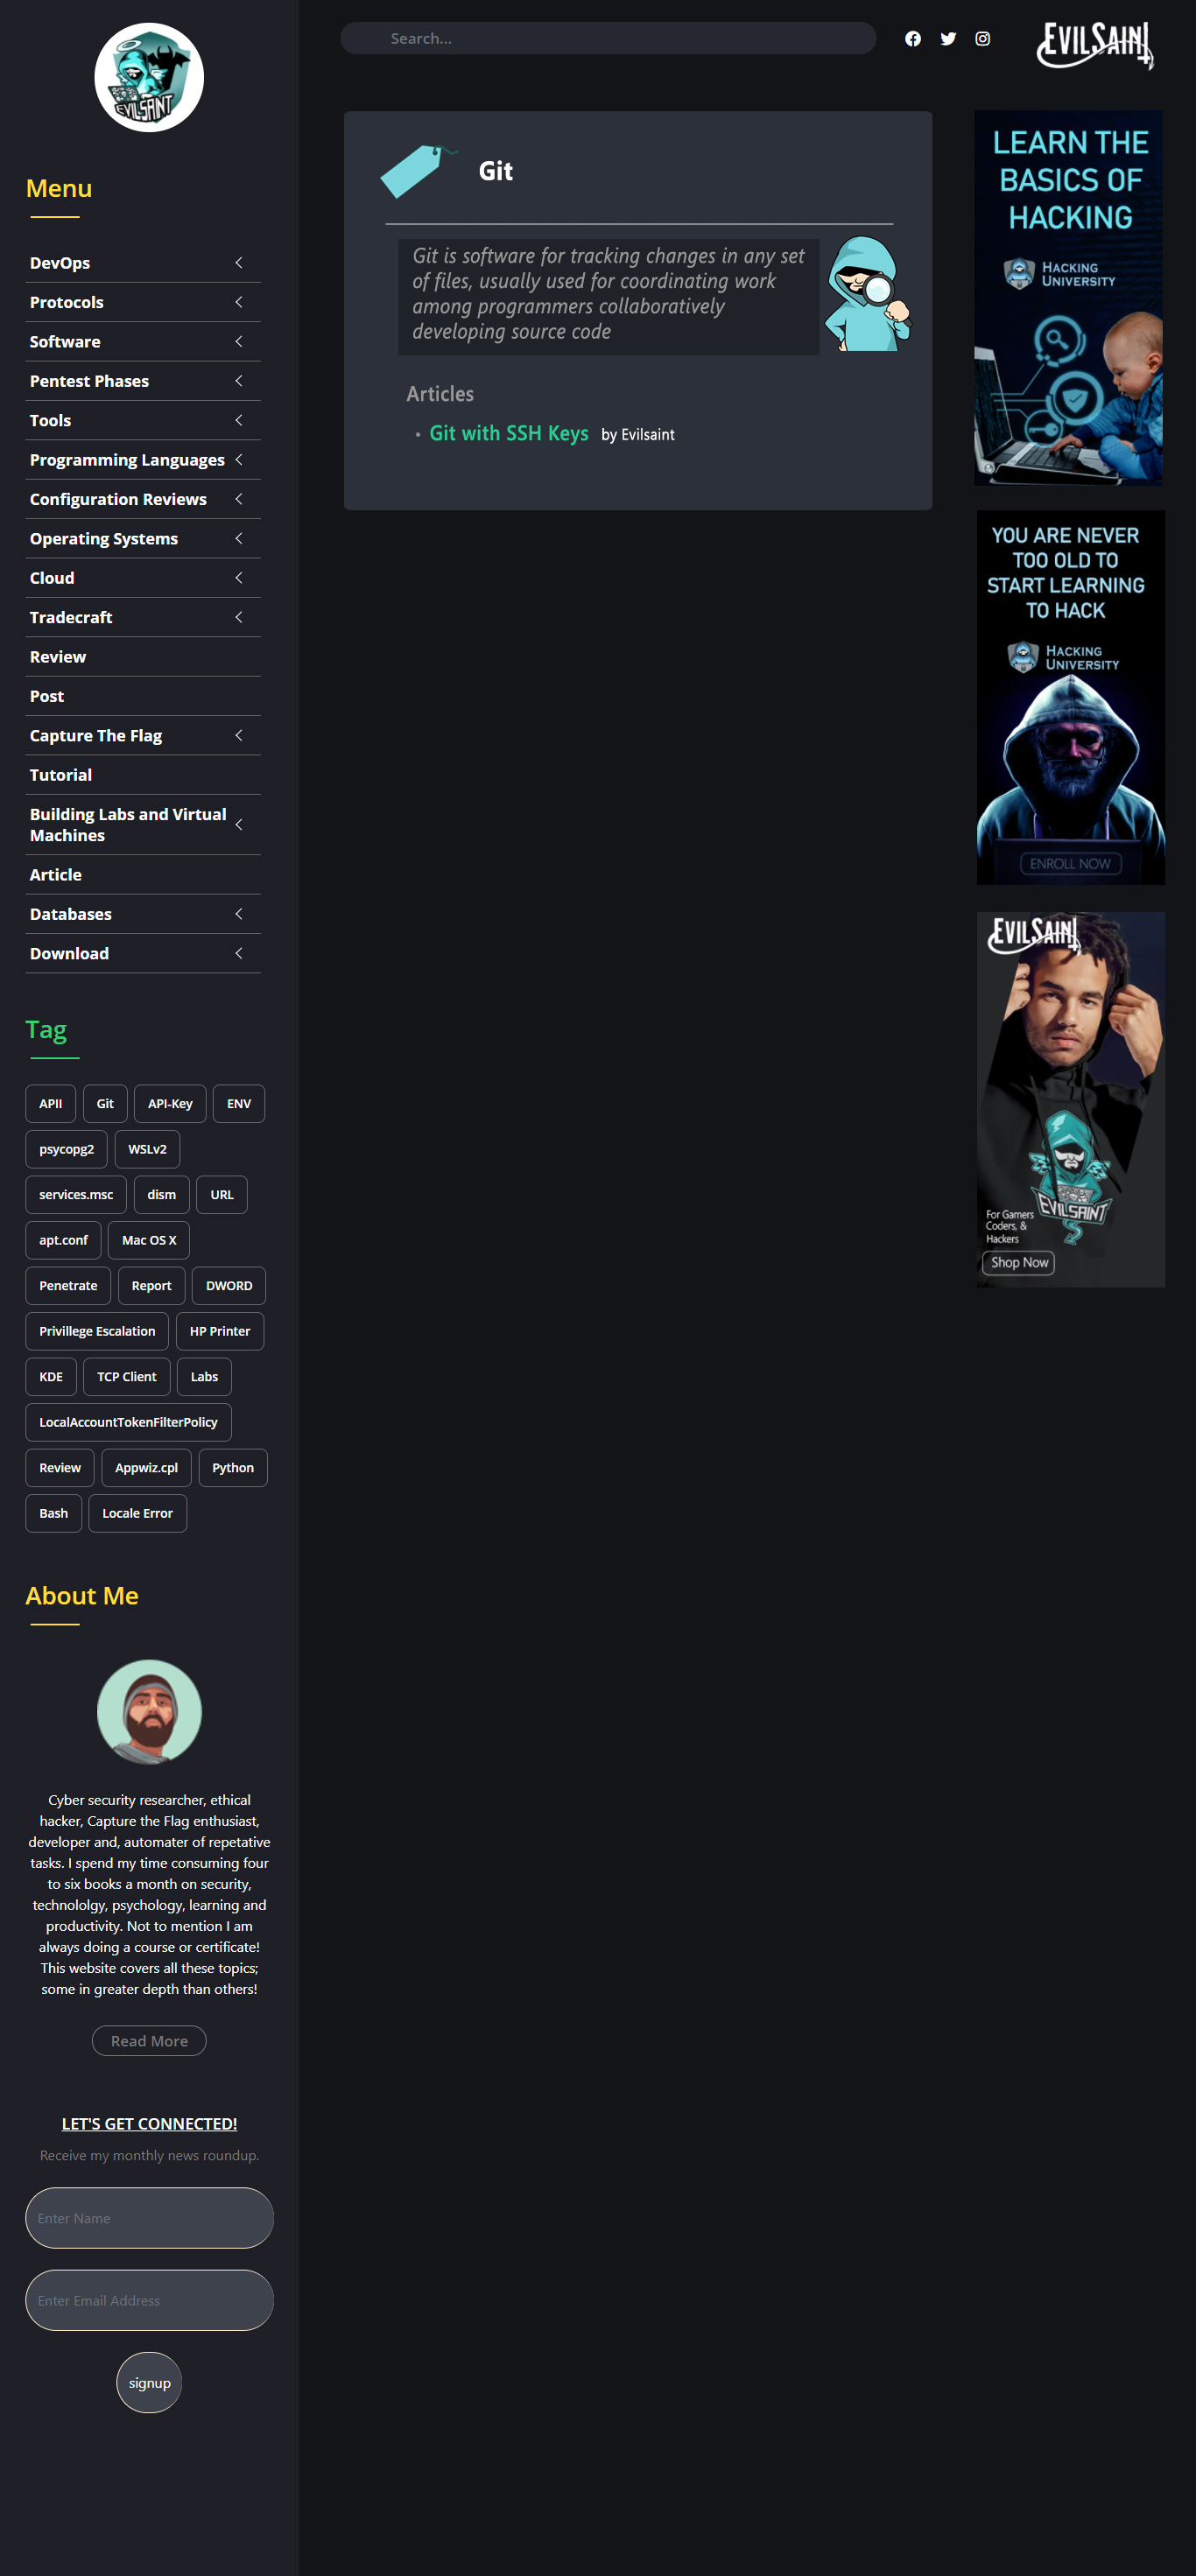 EVILSAINT
Menu
DevOps
Protocols
Software
Pentest Phases
Tools
Programming Languages
Configuration Reviews
Operating Systems
Cloud
Tradecraft
Review
Post
Capture The Flag
Tutorial
Building Labs and Virtual
Machines
Article
Databases
Download
Tag
APII Git API-Key ENV
psycopg2 WSLv2
services.msc dism URL
apt.conf Mac OS X
Penetrate Report DWORD
Privillege Escalation HP Printer
KDE TCP Client Labs
LocalAccountTokenFilterPolicy
Review Appwiz.cpl Python
Bash Locale Error
About Me
Cyber security researcher, ethical
hacker, Capture the Flag enthusiast,
developer and, automater of repetative
tasks. I spend my time consuming four
to six books a month on security,
technololgy, psychology, learning and
productivity. Not to mention I am
always doing a course or certificate!
This website covers all these topics;
some in greater depth than others!
Read More
LET'S GET CONNECTED!
Receive my monthly news roundup.
Enter Name
Enter Email Address
signup
Search...
EVILSAINT
Git
Git is software for tracking changes in any set
of files, usually used for coordinating work
among programmers collaboratively
developing source code
Articles
• Git with SSH Keys by Evilsaint
LEARN THE
BASICS OF
HACKING
HACKING
UNIVERSITY
YOU ARE NEVER
TOO OLD TO
START LEARNING
TO HACK
HACKING
UNIVERSITY
ENROLL NOW
EVILSAINT
EVILSAINT
For Gamers
Coders, &
Hackers
Shop Now